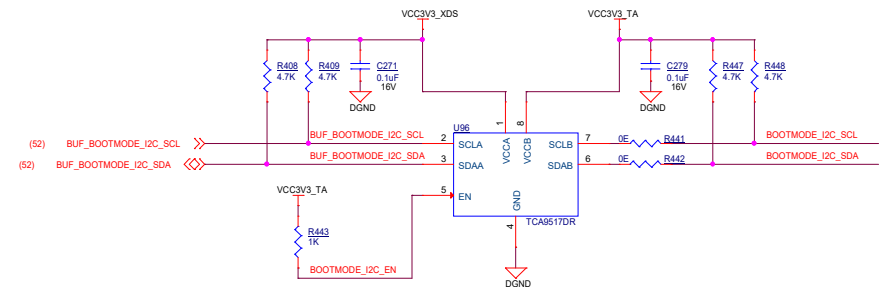 VCC3V3_XDS
VCC3V3_TA
R408
4.7K
R409
4.7K
C271
0.1uF
16V
DGND
C279
0.1uF
16V
DGND
R447
4.7K
R448
4.7K
U96
1
8
VCCA
VCCB
(52) BUF_BOOTMODE_I2C_SCL
BUF_BOOTMODE_I2C_SCL
2
SCLA
SCLB
7
0E
R441
BOOTMODE_I2C_SCL
(52) BUF_BOOTMODE_I2C_SDA
BUF_BOOTMODE_I2C_SDA
3
SDAA
SDAB
6
0E
R442
BOOTMODE_I2C_SDA
VCC3V3_TA
5
EN
GND
4
TCA9517DR
R443
1K
BOOTMODE_I2C_EN
DGND